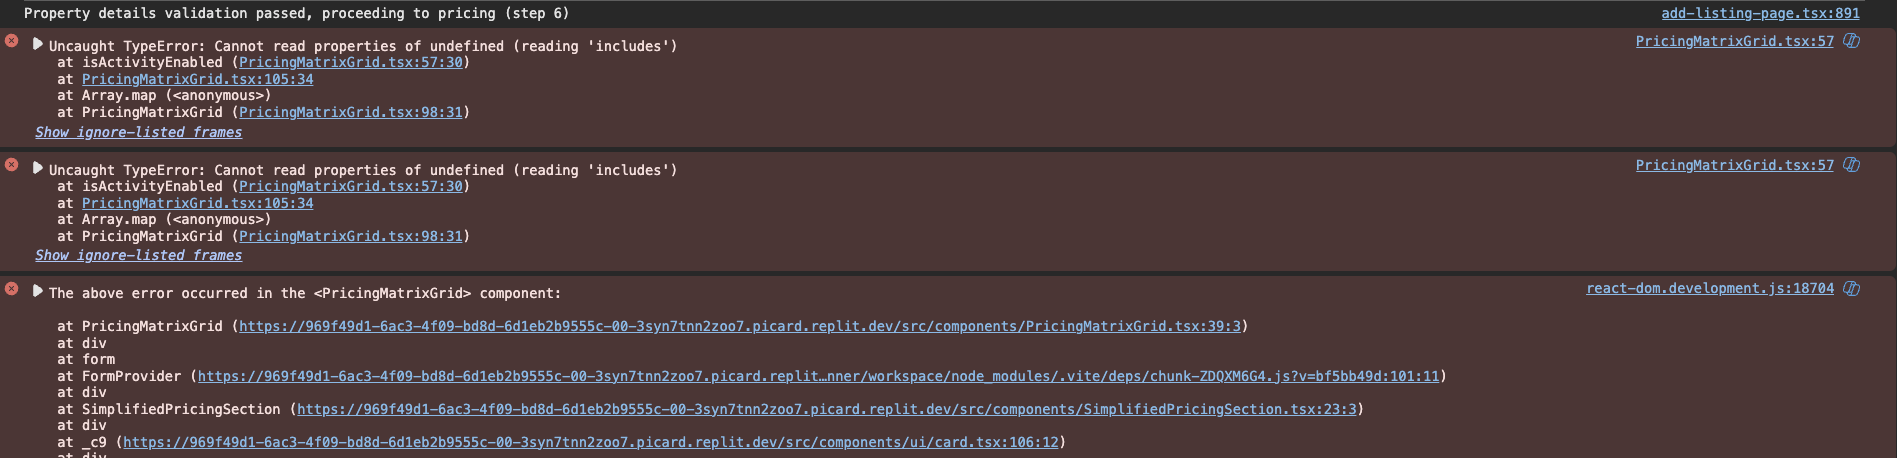 Property details validation passed, proceeding to pricing (step 6) add-listing-page.tsx:891
Uncaught TypeError: Cannot read properties of undefined (reading 'includes') PricingMatrixGrid.tsx:57
at isActivityEnabled (PricingMatrixGrid.tsx:57:30)
at PricingMatrixGrid.tsx:105:34
at Array.map (<anonymous>)
at PricingMatrixGrid (PricingMatrixGrid.tsx:98:31)
Show ignore-listed frames
Uncaught TypeError: Cannot read properties of undefined (reading 'includes') PricingMatrixGrid.tsx:57
at isActivityEnabled (PricingMatrixGrid.tsx:57:30)
at PricingMatrixGrid.tsx:105:34
at Array.map (<anonymous>)
at PricingMatrixGrid (PricingMatrixGrid.tsx:98:31)
Show ignore-listed frames
The above error occurred in the <PricingMatrixGrid> component: react-dom.development.js:18704
at PricingMatrixGrid (https://969f49d1-6ac3-4f09-bd8d-6d1eb2b9555c-00-3syn7tnn2zoo7.picard.replit.dev/src/components/PricingMatrixGrid.tsx:39:3)
at div
at form
at FormProvider (https://969f49d1-6ac3-4f09-bd8d-6d1eb2b9555c-00-3syn7tnn2zoo7.picard.replit…nner/workspace/node_modules/.vite/deps/chunk-ZDQXM6G4.js?v=bf5bb49d:101:11)
at div
at SimplifiedPricingSection (https://969f49d1-6ac3-4f09-bd8d-6d1eb2b9555c-00-3syn7tnn2zoo7.picard.replit.dev/src/components/SimplifiedPricingSection.tsx:23:3)
at div
at _c9 (https://969f49d1-6ac3-4f09-bd8d-6d1eb2b9555c-00-3syn7tnn2zoo7.picard.replit.dev/src/components/ui/card.tsx:106:12)
at div